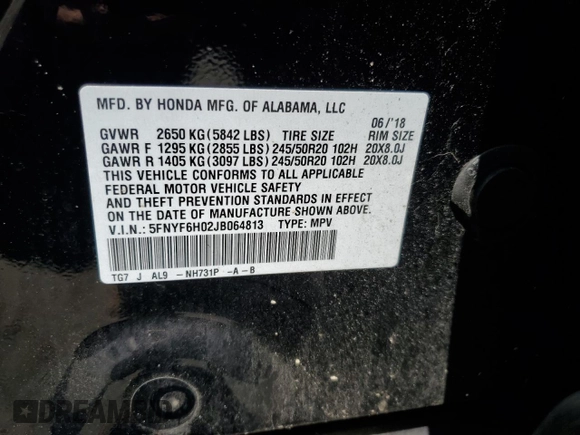 MFD. BY HONDA MFG. OF ALABAMA, LLC
06/'18
GVWR 2650 KG(5842 LBS) TIRE SIZE RIM SIZE
GAWR F 1295 KG(2855 LBS)245/50R20 102H 20X8.0J
GAWR R 1405 KG(3097 LBS)245/50R20 102H 20X8.0J
THIS VEHICLE CONFORMS TO ALL APPLICABLE
FEDERAL MOTOR VEHICLE SAFETY
AND THEFT PREVENTION STANDARDS IN EFFECT
ON THE DATE OF MANUFACTURE SHOWN ABOVE.
V.I.N.: 5FNYF6H02JB064813 TYPE: MPV
TG7 J AL9 -NH731P -A-B